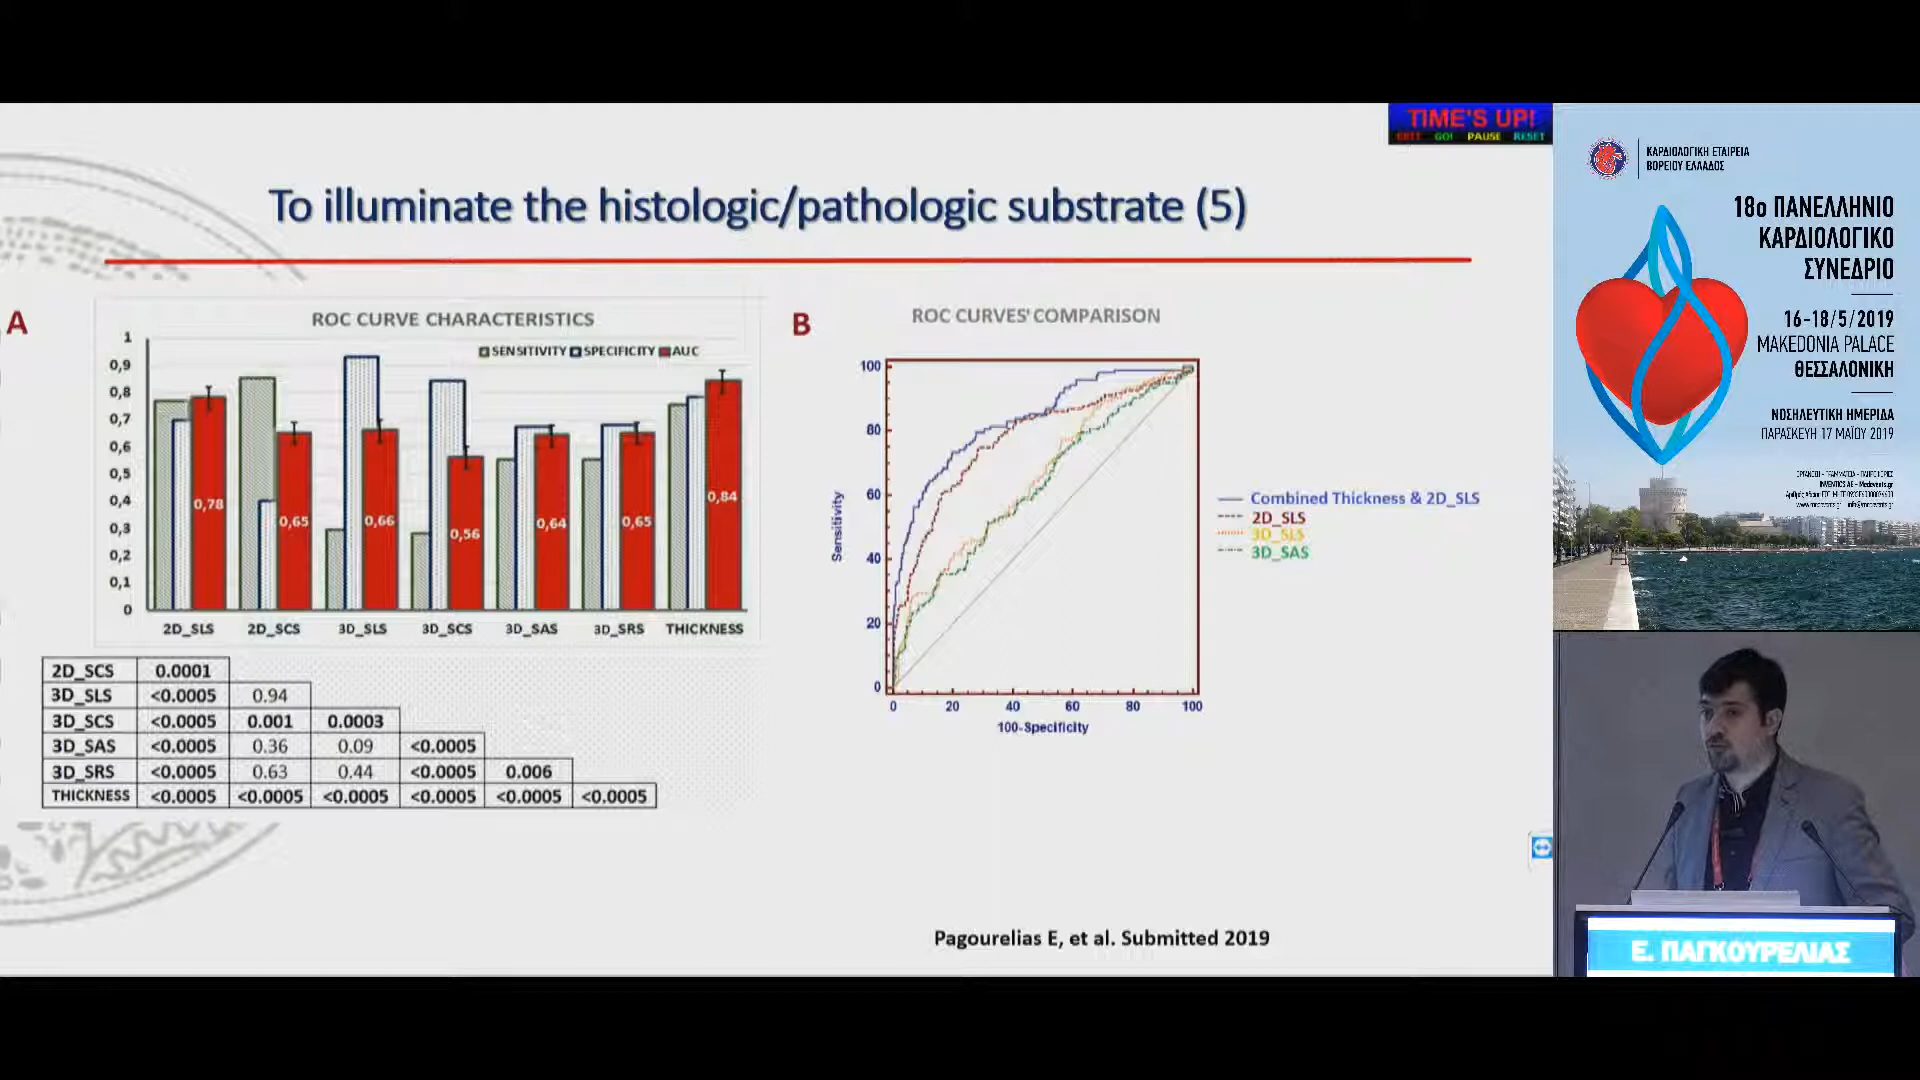 TIME'S UP!
EXIT GO! PAUSE RESET
To illuminate the histologic/pathologic substrate (5)
A
ROC CURVE CHARACTERISTICS
SENSITIVITY SPECIFICITY AUC
1
0,9
0,8
0,7
0,6
0,5
0,4
0,3
0,2
0,1
0
0,78
0,65
0,66
0,56
0,64
0,65
0,84
2D_SLS 2D_SCS 3D_SLS 3D_SCS 3D_SAS 3D_SRS THICKNESS
2D_SCS 0.0001
3D_SLS <0.0005 0.94
3D_SCS <0.0005 0.001 0.0003
3D_SAS <0.0005 0.36 0.09 <0.0005
3D_SRS <0.0005 0.63 0.44 <0.0005 0.006
THICKNESS <0.0005 <0.0005 <0.0005 <0.0005 <0.0005 <0.0005
B
ROC CURVES' COMPARISON
100
80
60
40
20
0
Sensitivity
0 20 40 60 80 100
100-Specificity
Combined Thickness & 2D_SLS
2D_SLS
3D_SLS
3D_SAS
Pagourelias E, et al. Submitted 2019
ΚΑΡΔΙΟΛΟΓΙΚΗ ΕΤΑΙΡΕΙΑ
ΒΟΡΕΙΟΥ ΕΛΛΑΔΟΣ
18ο ΠΑΝΕΛΛΗΝΙΟ
ΚΑΡΔΙΟΛΟΓΙΚΟ
ΣΥΝΕΔΡΙΟ
16-18/5/2019
MAKEDONIA PALACE
ΘΕΣΣΑΛΟΝΙΚΗ
ΝΟΣΗΛΕΥΤΙΚΗ ΗΜΕΡΙΔΑ
ΠΑΡΑΣΚΕΥΗ 17 ΜΑΪΟΥ 2019
INVENTICS AE - Medevents.gr
Ε. ΠΑΓΚΟΥΡΕΛΙΑΣ